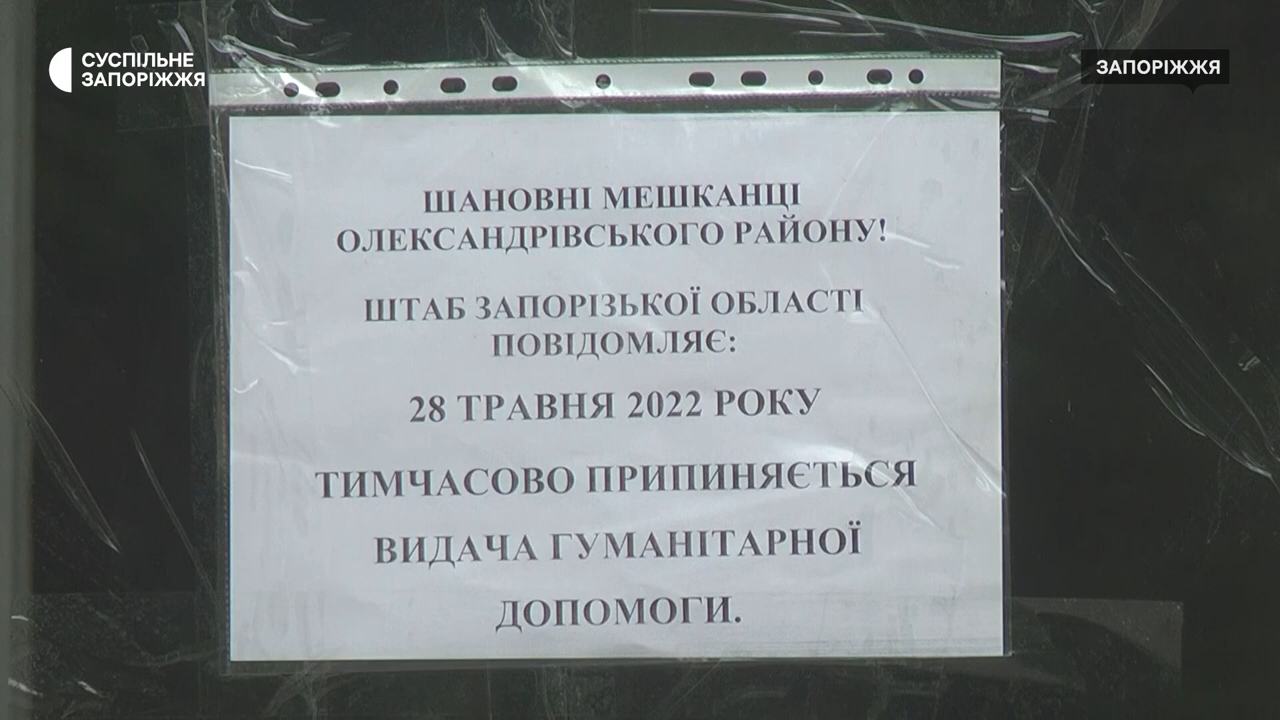 СУСПІЛЬНЕ
ЗАПОРІЖЖЯ
ЗАПОРІЖЖЯ
ШАНОВНІ МЕШКАНЦІ
ОЛЕКСАНДРІВСЬКОГО РАЙОНУ!
ШТАБ ЗАПОРІЗЬКОЇ ОБЛАСТІ
ПОВІДОМЛЯЄ:
28 ТРАВНЯ 2022 РОКУ
ТИМЧАСОВО ПРИПИНЯЄТЬСЯ
ВИДАЧА ГУМАНІТАРНОЇ
ДОПОМОГИ.